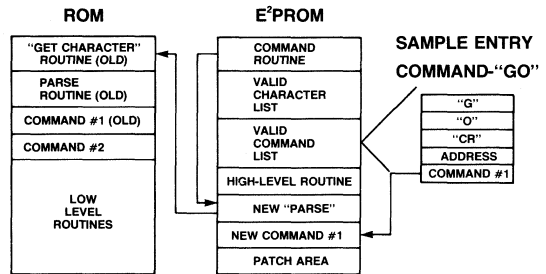 ROM
"GET CHARACTER"
ROUTINE (OLD)
PARSE
ROUTINE (OLD)
COMMAND #1 (OLD)
COMMAND #2
LOW
LEVEL
ROUTINES
E²PROM
COMMAND
ROUTINE
VALID
CHARACTER
LIST
VALID
COMMAND
LIST
HIGH-LEVEL ROUTINE
NEW "PARSE"
NEW COMMAND #1
PATCH AREA
SAMPLE ENTRY
COMMAND-"GO"
"G"
"O"
"CR"
ADDRESS
COMMAND #1